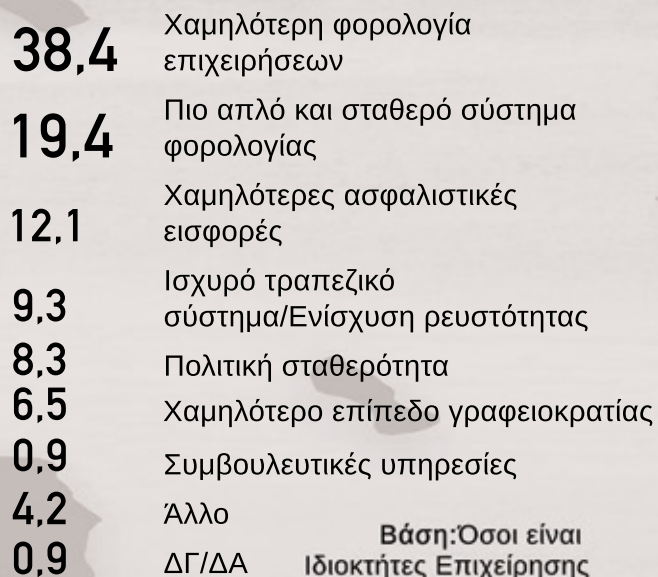 38,4 Χαμηλότερη φορολογία
επιχειρήσεων
19,4 Πιο απλό και σταθερό σύστημα
φορολογίας
12,1 Χαμηλότερες ασφαλιστικές
εισφορές
9,3 Ισχυρό τραπεζικό
σύστημα/Ενίσχυση ρευστότητας
8,3 Πολιτική σταθερότητα
6,5 Χαμηλότερο επίπεδο γραφειοκρατίας
0,9 Συμβουλευτικές υπηρεσίες
4,2 Άλλο
0,9 ΔΓ/ΔΑ
Βάση:Όσοι είναι
Ιδιοκτήτες Επιχείρησης